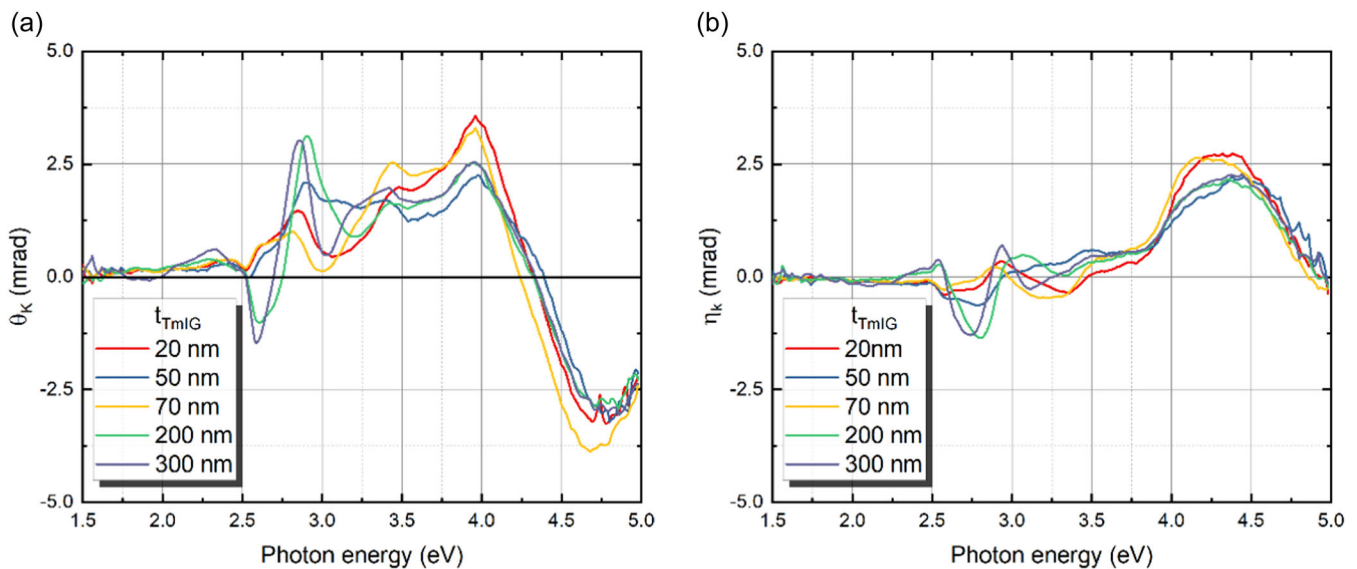 (a)
5.0
2.5
0.0
-2.5
-5.0
θK (mrad)
tTmIG
20 nm
50 nm
70 nm
200 nm
300 nm
1.5 2.0 2.5 3.0 3.5 4.0 4.5 5.0
Photon energy (eV)
(b)
5.0
2.5
0.0
-2.5
-5.0
ηk (mrad)
tTmIG
20nm
50 nm
70 nm
200 nm
300 nm
1.5 2.0 2.5 3.0 3.5 4.0 4.5 5.0
Photon energy (eV)